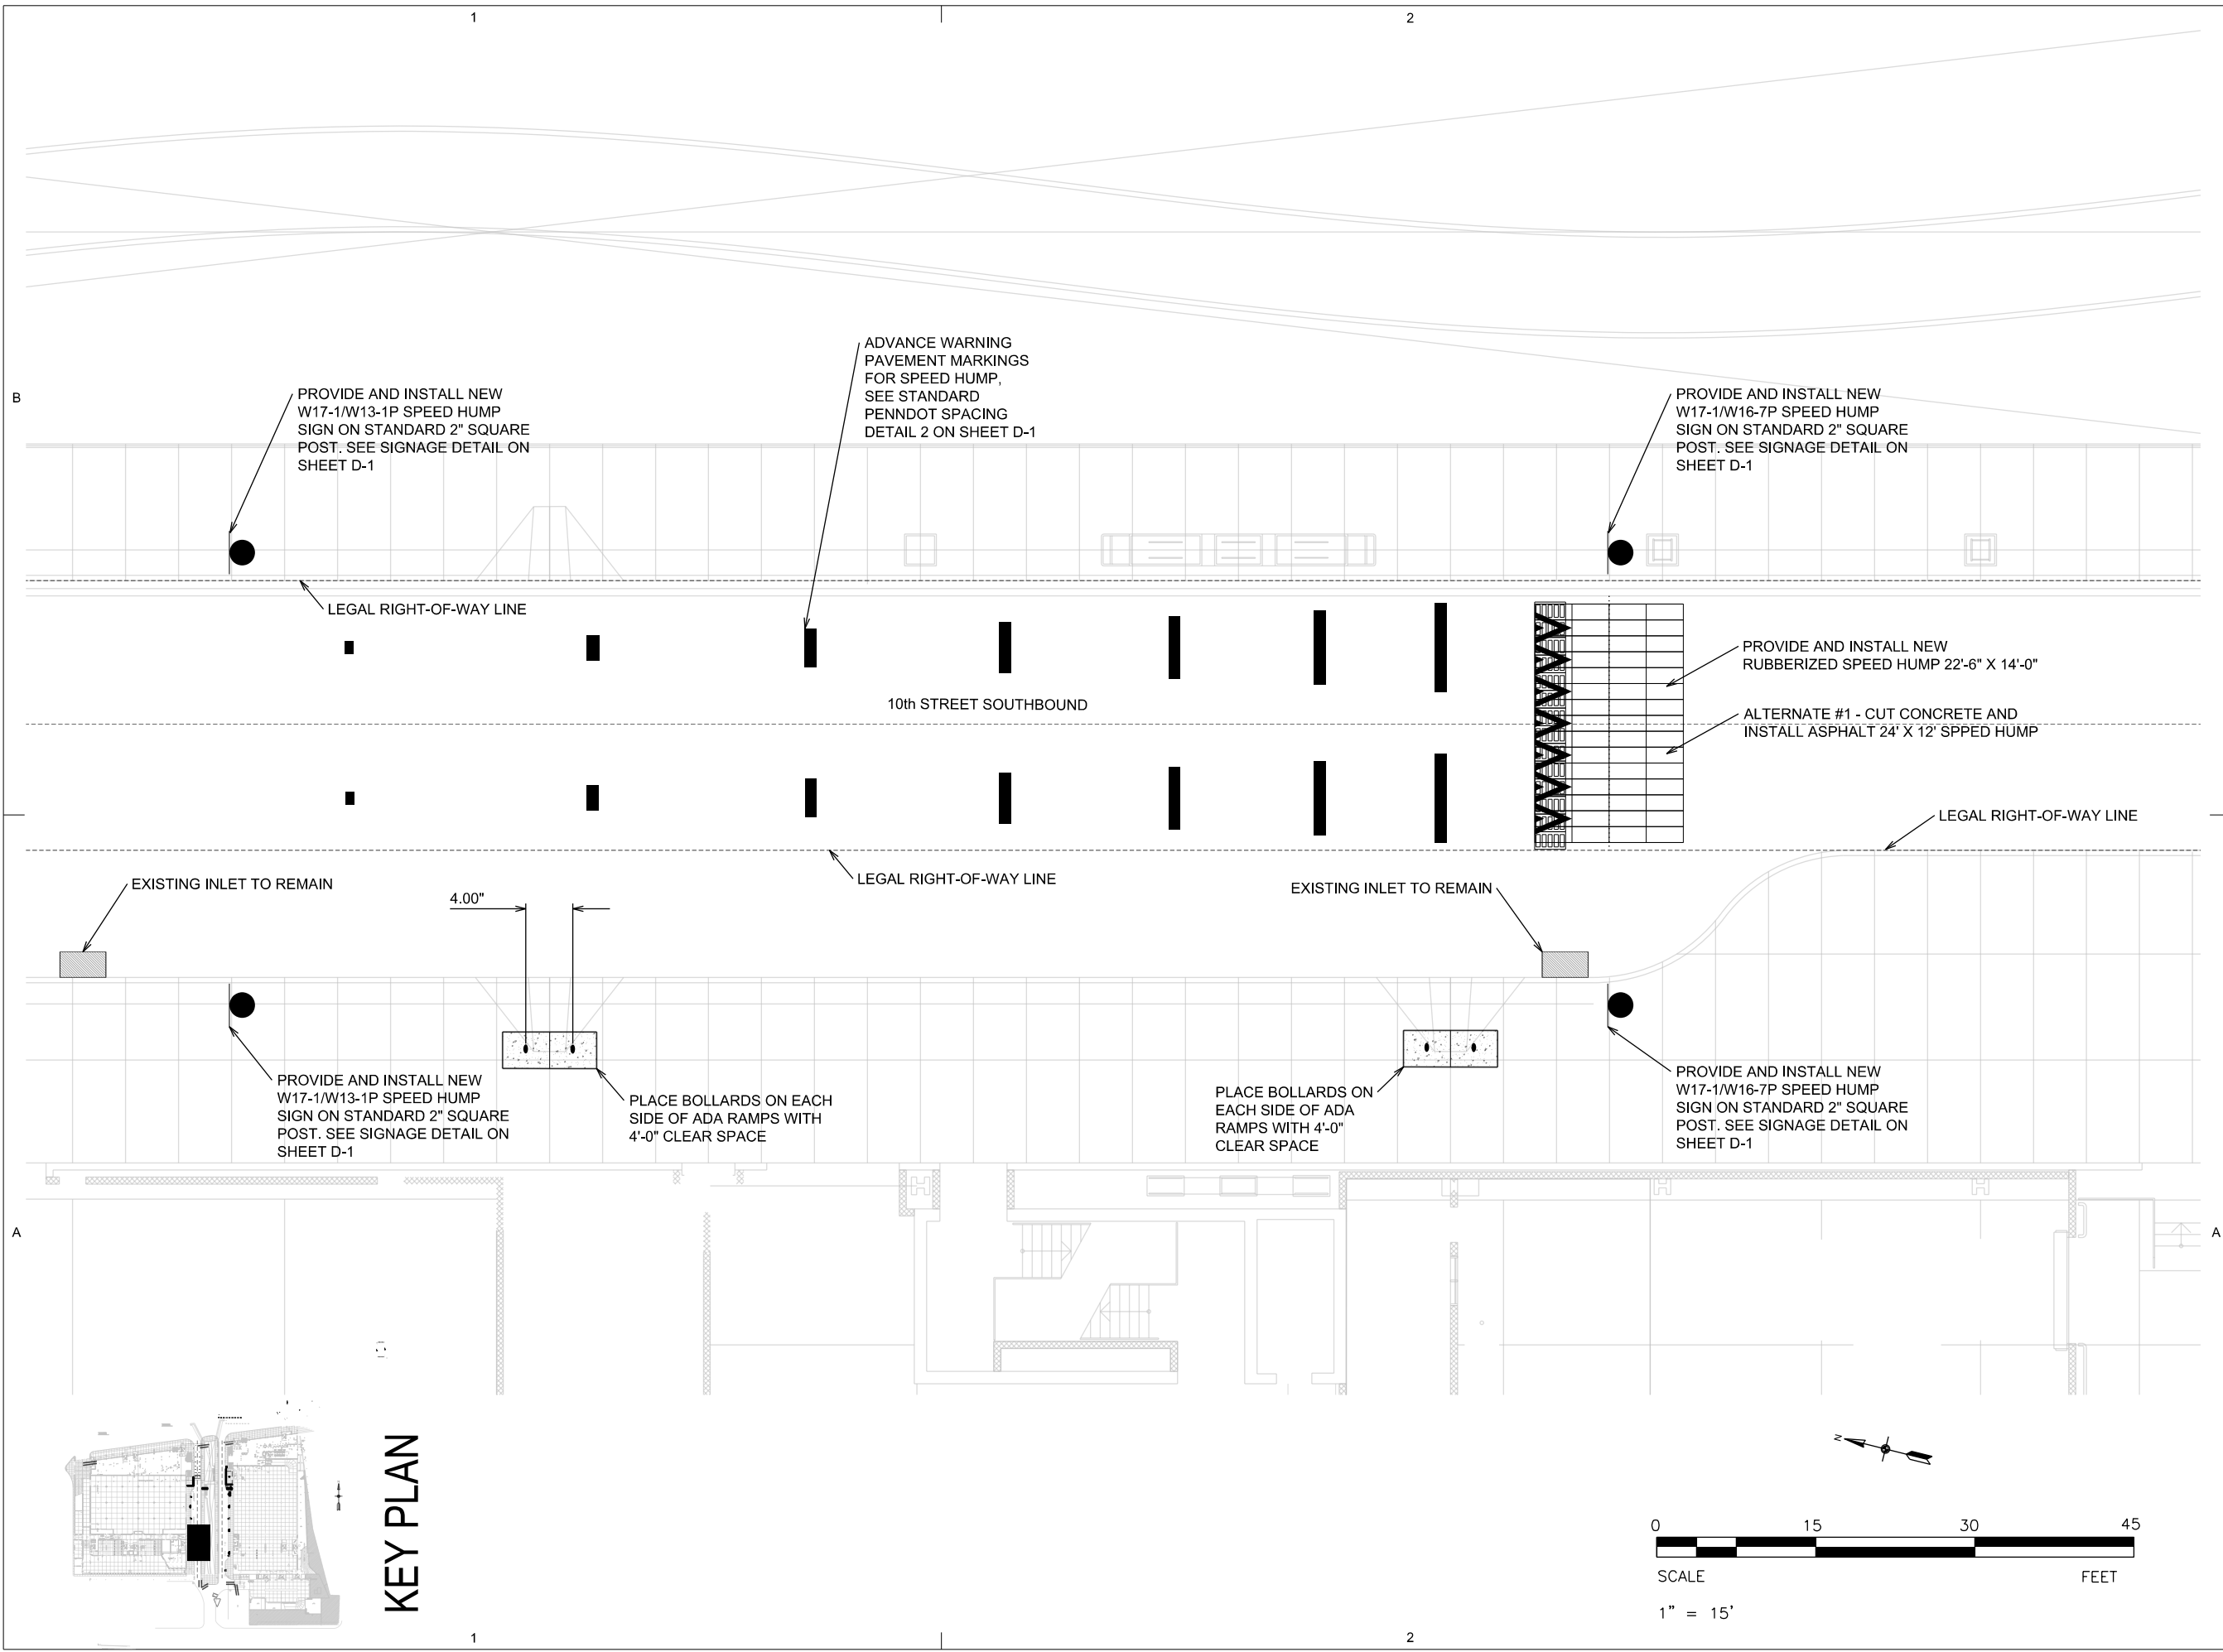 1
2
ADVANCE WARNING
PAVEMENT MARKINGS
FOR SPEED HUMP,
SEE STANDARD
PENNDOT SPACING
DETAIL 2 ON SHEET D-1
B
PROVIDE AND INSTALL NEW
W17-1/W13-1P SPEED HUMP
SIGN ON STANDARD 2" SQUARE
POST. SEE SIGNAGE DETAIL ON
SHEET D-1
PROVIDE AND INSTALL NEW
W17-1/W16-7P SPEED HUMP
SIGN ON STANDARD 2" SQUARE
POST. SEE SIGNAGE DETAIL ON
SHEET D-1
LEGAL RIGHT-OF-WAY LINE
PROVIDE AND INSTALL NEW
RUBBERIZED SPEED HUMP 22'-6" X 14'-0"
10th STREET SOUTHBOUND
ALTERNATE #1 - CUT CONCRETE AND
INSTALL ASPHALT 24' X 12' SPPED HUMP
LEGAL RIGHT-OF-WAY LINE
LEGAL RIGHT-OF-WAY LINE
EXISTING INLET TO REMAIN
4.00"
EXISTING INLET TO REMAIN
PROVIDE AND INSTALL NEW
W17-1/W13-1P SPEED HUMP
SIGN ON STANDARD 2" SQUARE
POST. SEE SIGNAGE DETAIL ON
SHEET D-1
PLACE BOLLARDS ON EACH
SIDE OF ADA RAMPS WITH
4'-0" CLEAR SPACE
PLACE BOLLARDS ON
EACH SIDE OF ADA
RAMPS WITH 4'-0"
CLEAR SPACE
PROVIDE AND INSTALL NEW
W17-1/W16-7P SPEED HUMP
SIGN ON STANDARD 2" SQUARE
POST. SEE SIGNAGE DETAIL ON
SHEET D-1
A
A
KEY PLAN
N
0 15 30 45
SCALE FEET
1" = 15'
1
2